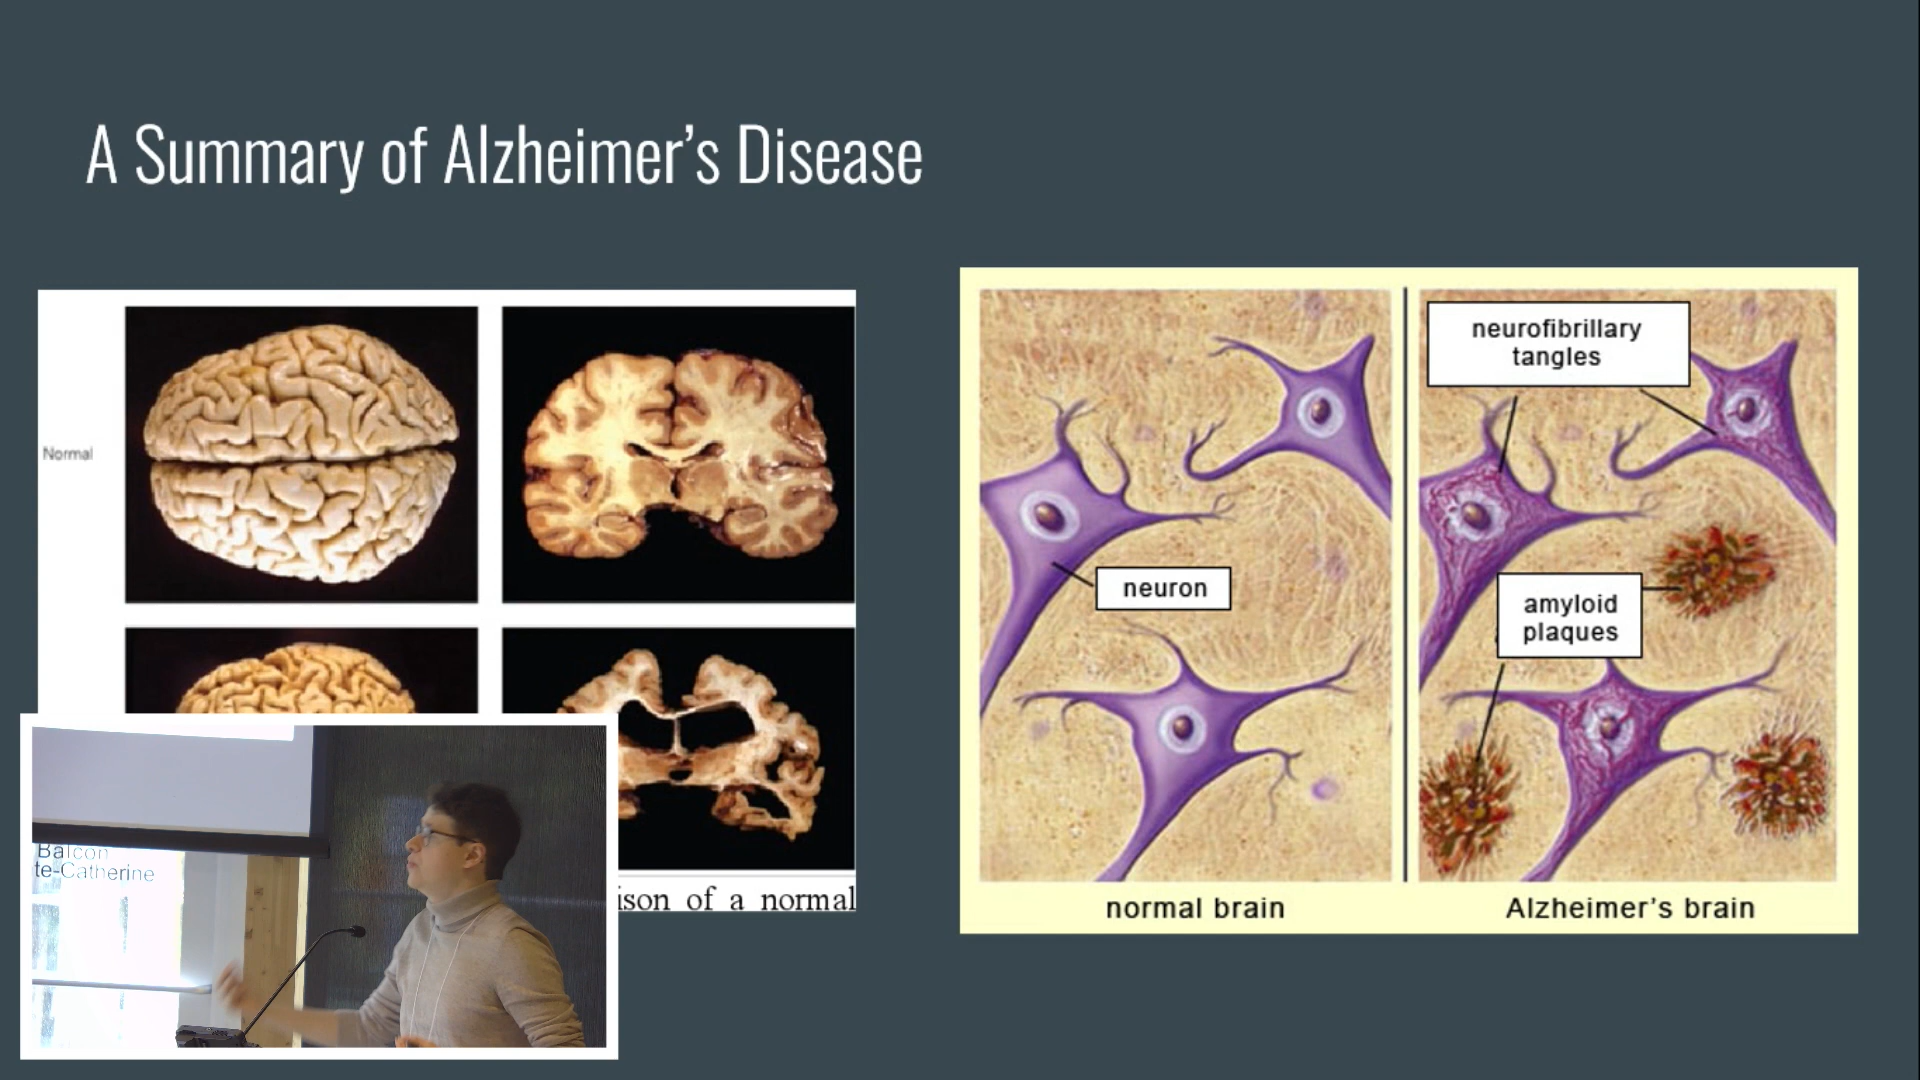 A Summary of Alzheimer's Disease
Normal
neurofibrillary
tangles
neuron
amyloid
plaques
normal brain
Alzheimer's brain
ison of a normal
Balcon
te-Catherine